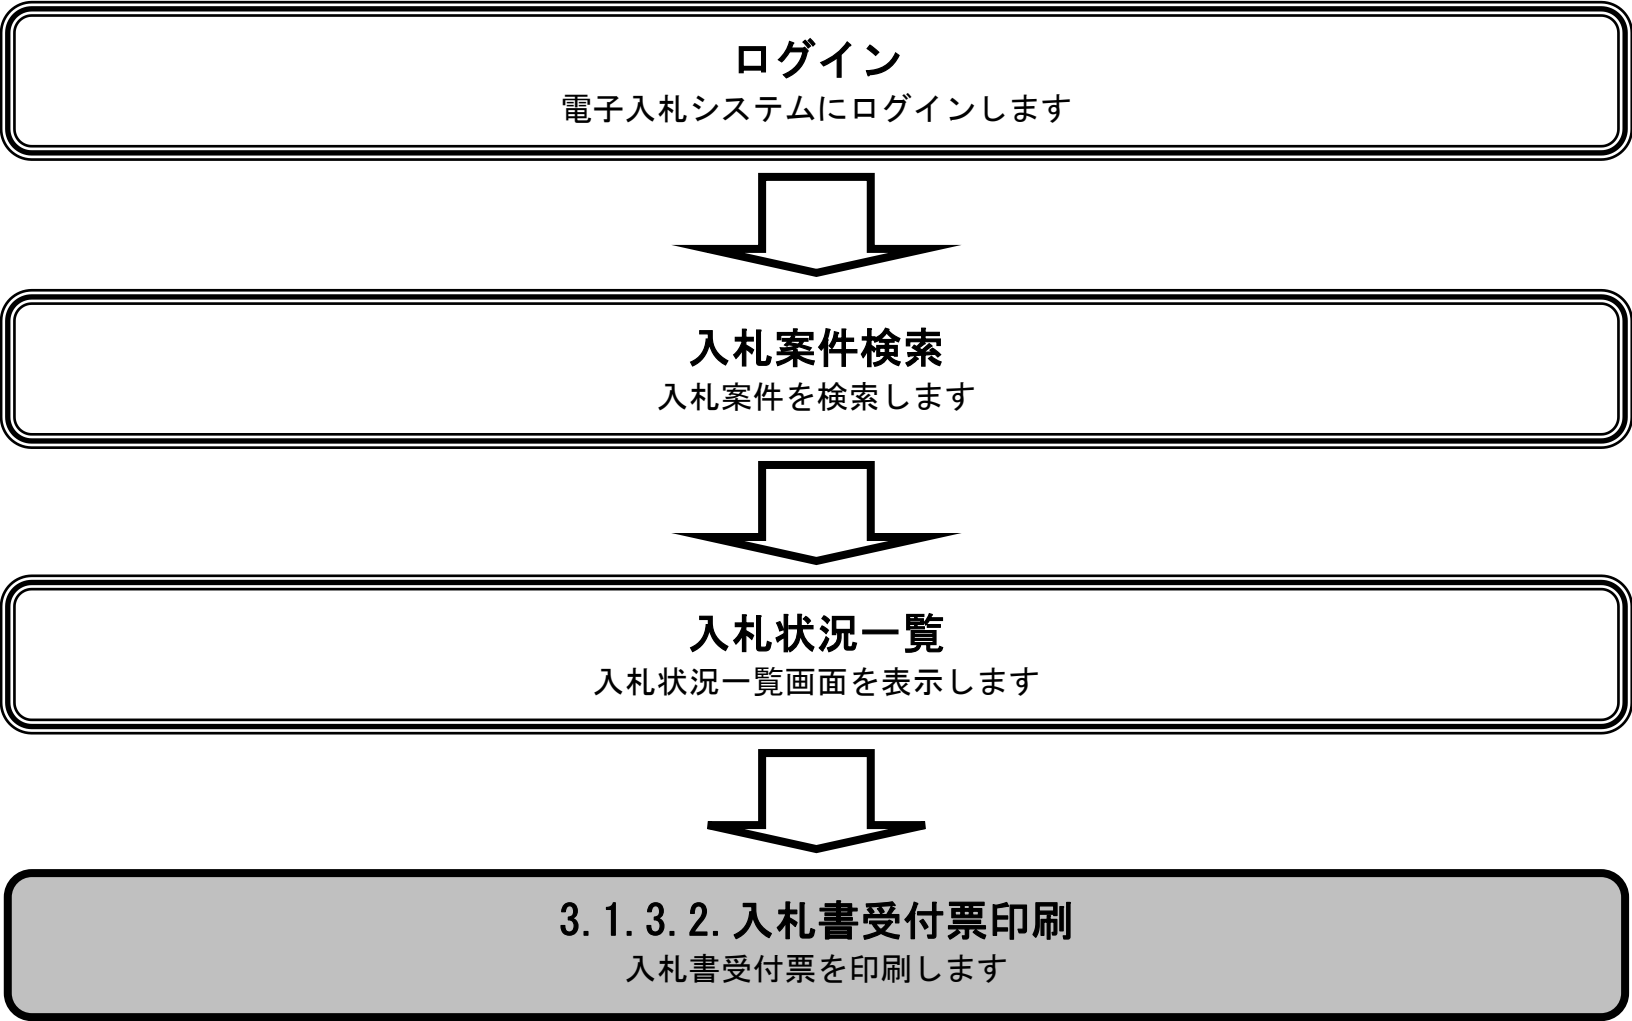 ログイン
電子入札システムにログインします
入札案件検索
入札案件を検索します
入札状況一覧
入札状況一覧画面を表示します
3.1.3.2.入札書受付票印刷
入札書受付票を印刷します